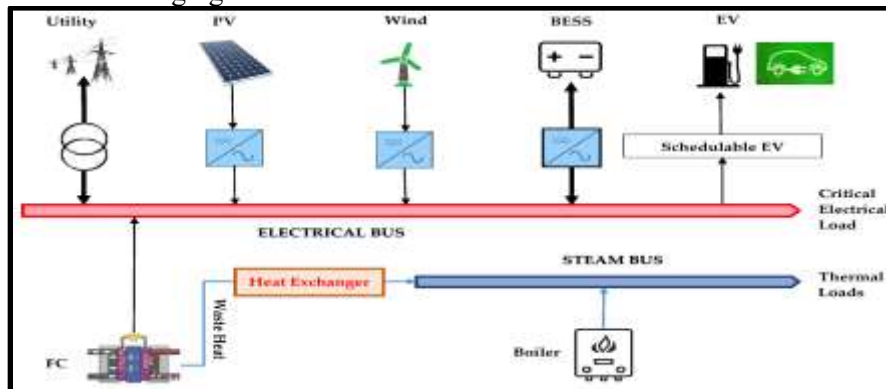 Utility PV Wind BESS EV
Schedulable EV
Critical
Electrical
Load
ELECTRICAL BUS
STEAM BUS
Heat Exchanger
Thermal
Loads
Waste Heat
FC
Boiler